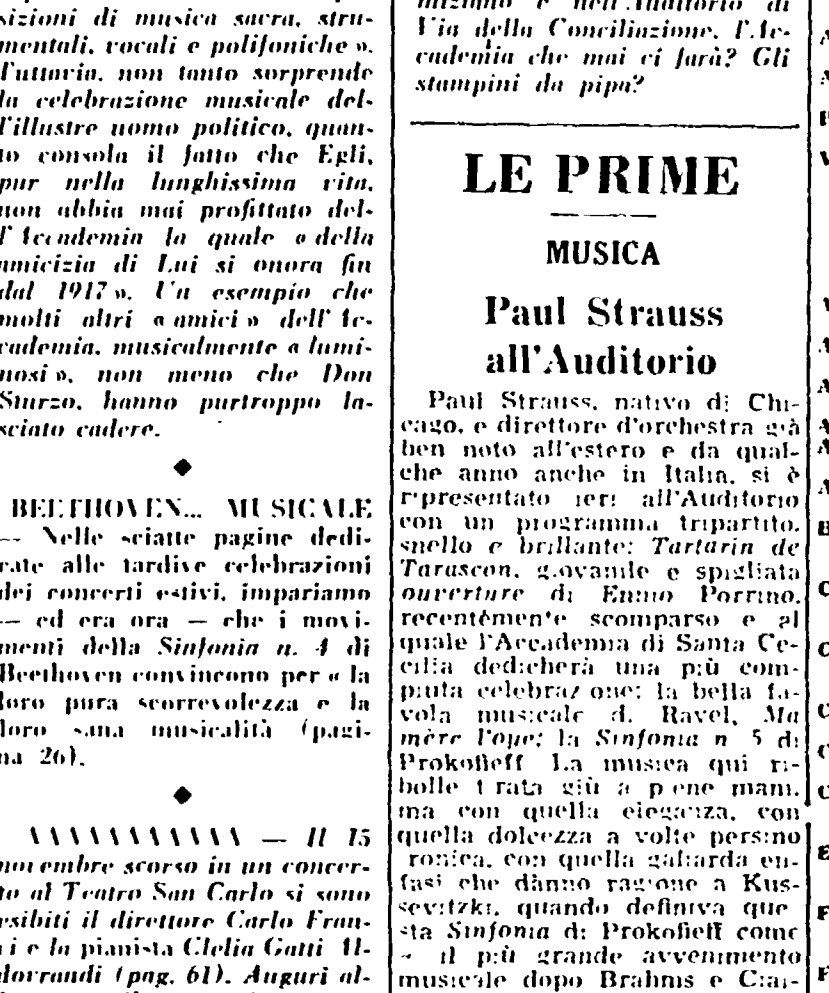 sizioni di musica sacra, stru-
mentali, vocali e polifoniche ».
Tuttavia, non tanto sorprende
la celebrazione musicale del-
l'illustre uomo politico, quan-
to consola il fatto che Egli,
pur nella lunghissima vita,
non abbia mai profittato del-
l'Accademia la quale « della
amicizia di Lui si onora fin
dal 1917 ». Un esempio che
molti altri « amici » dell'Ac-
cademia, musicalmente « lumi-
nosi », non meno che Don
Sturzo, hanno purtroppo la-
sciato cadere.
BEETHOVEN... MUSICALE
— Nelle sciatte pagine dedi-
cate alle tardive celebrazioni
dei concerti estivi, impariamo
— ed era ora — che i movi-
menti della Sinfonia n. 4 di
Beethoven convincono per « la
loro pura scorrevolezza e la
loro sana musicalità (pagi-
na 26).
— Il 15
novembre scorso in un concer-
to al Teatro San Carlo si sono
esibiti il direttore Carlo Fran-
ci e la pianista Clelia Gatti Al-
dovrandi (pag. 61). Auguri al-
e nell'Auditorio di
Via della Conciliazione, l'Ac-
cademia che mai ci farà? Gli
stampini da pipa?
LE PRIME
MUSICA
Paul Strauss
all'Auditorio
Paul Strauss, nativo di Chi-
cago, e direttore d'orchestra già
ben noto all'estero e da qual-
che anno anche in Italia, si è
ripresentato ieri all'Auditorio
con un programma tripartito,
snello e brillante: Tartarin de
Tarascon, giovanile e spigliata
ouverture di Ennio Porrino,
recentemente scomparso e al
quale l'Accademia di Santa Ce-
cilia dedicherà una più com-
piuta celebrazione; la bella fa-
vola musicale di Ravel, Ma
mère l'oye; la Sinfonia n. 5 di
Prokofieff. La musica qui ri-
bolle tirata giù a piene mani,
ma con quella eleganza, con
quella dolcezza a volte persino
ironica, con quella gagliarda en-
fasi che dànno ragione a Kus-
sevitzki, quando definiva que-
sta Sinfonia di Prokofieff come
« il più grande avvenimento
musicale dopo Brahms e Ciai-